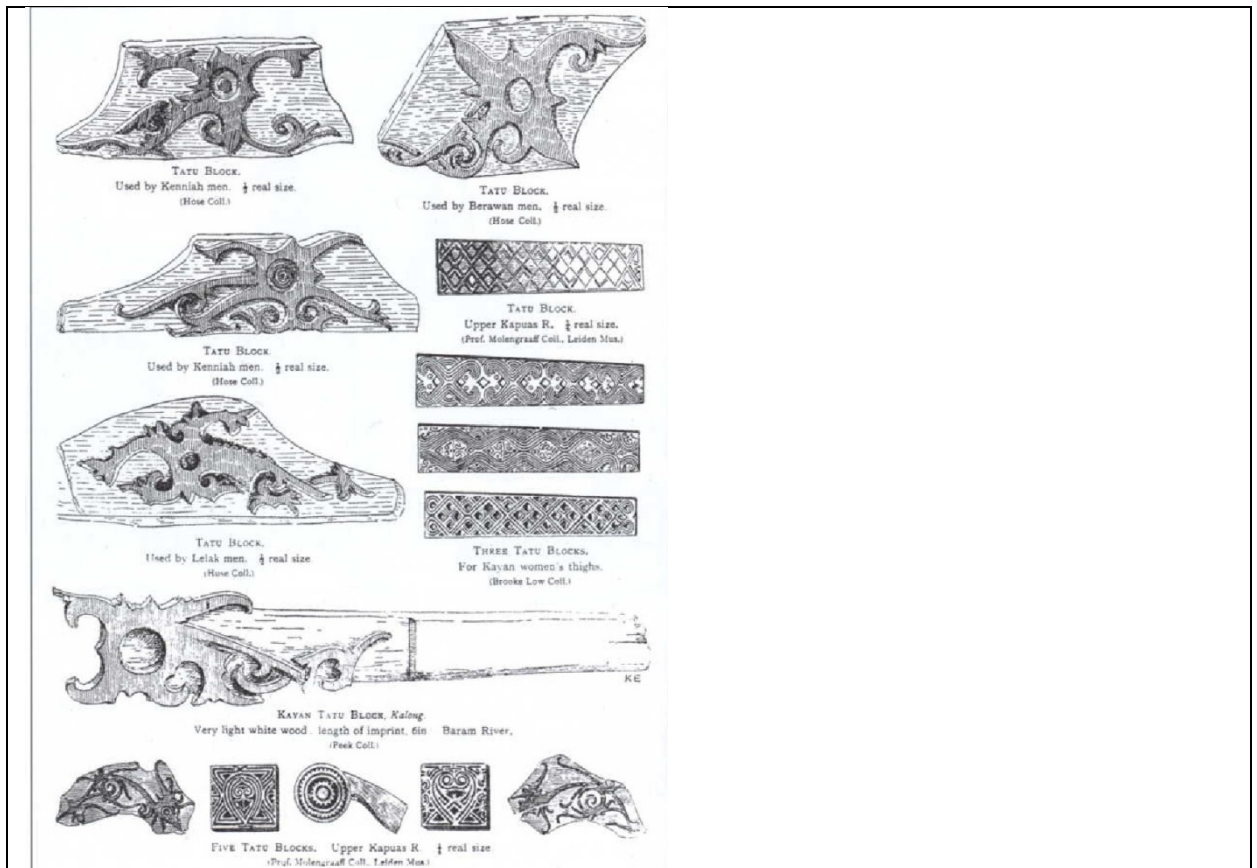 TATU BLOCK.
Used by Kenniah men. ½ real size.
(Hose Coll.)
TATU BLOCK.
Used by Berawan men. ½ real size.
(Hose Coll.)
TATU BLOCK
Used by Kenniah men. ½ real size.
(Hose Coll.)
TATU BLOCK.
Upper Kapuas R. ¼ real size.
(Prof. Molengraaff Coll., Leiden Mus.)
TATU BLOCK.
Used by Lelak men. ½ real size
(Hose Coll.)
THREE TATU BLOCKS.
For Kayan women's thighs.
(Brooke Low Coll.)
KE
KAYAN TATU BLOCK, Kalong.
Very light white wood. length of imprint, 6in Baram River.
(Peek Coll.)
FIVE TATU BLOCKS. Upper Kapuas R. ¼ real size
(Prof. Molengraaff Coll., Leiden Mus.)